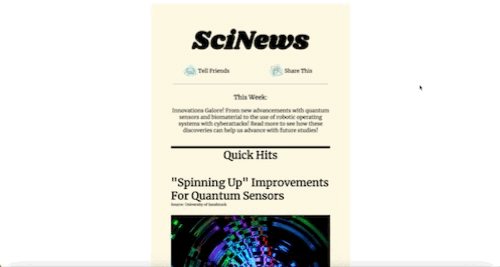 SciNews
Tell Friends
Share This
This Week:
Innovations Galore! From new advancements with quantum
sensors and biomaterial to the use of robotic operating
systems with cyberattacks! Read more to see how these
discoveries can help us advance with future studies!
Quick Hits
"Spinning Up" Improvements
For Quantum Sensors
Source: University of Innsbruck